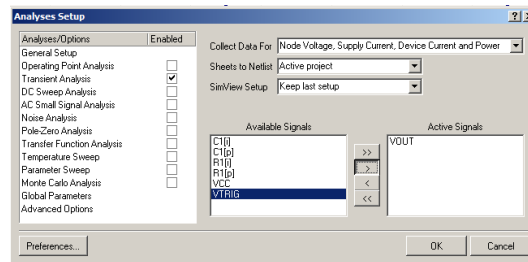 Analyses Setup
Analyses/Options Enabled
General Setup
Operating Point Analysis
Transient Analysis
DC Sweep Analysis
AC Small Signal Analysis
Noise Analysis
Pole-Zero Analysis
Transfer Function Analysis
Temperature Sweep
Parameter Sweep
Monte Carlo Analysis
Global Parameters
Advanced Options
Collect Data For Node Voltage, Supply Current, Device Current and Power
Sheets to Netlist Active project
SimView Setup Keep last setup
Available Signals
C1[i]
C1[p]
R1[i]
R1[p]
VCC
VTRIG
>>
>
<
<<
Active Signals
VOUT
Preferences...
OK
Cancel